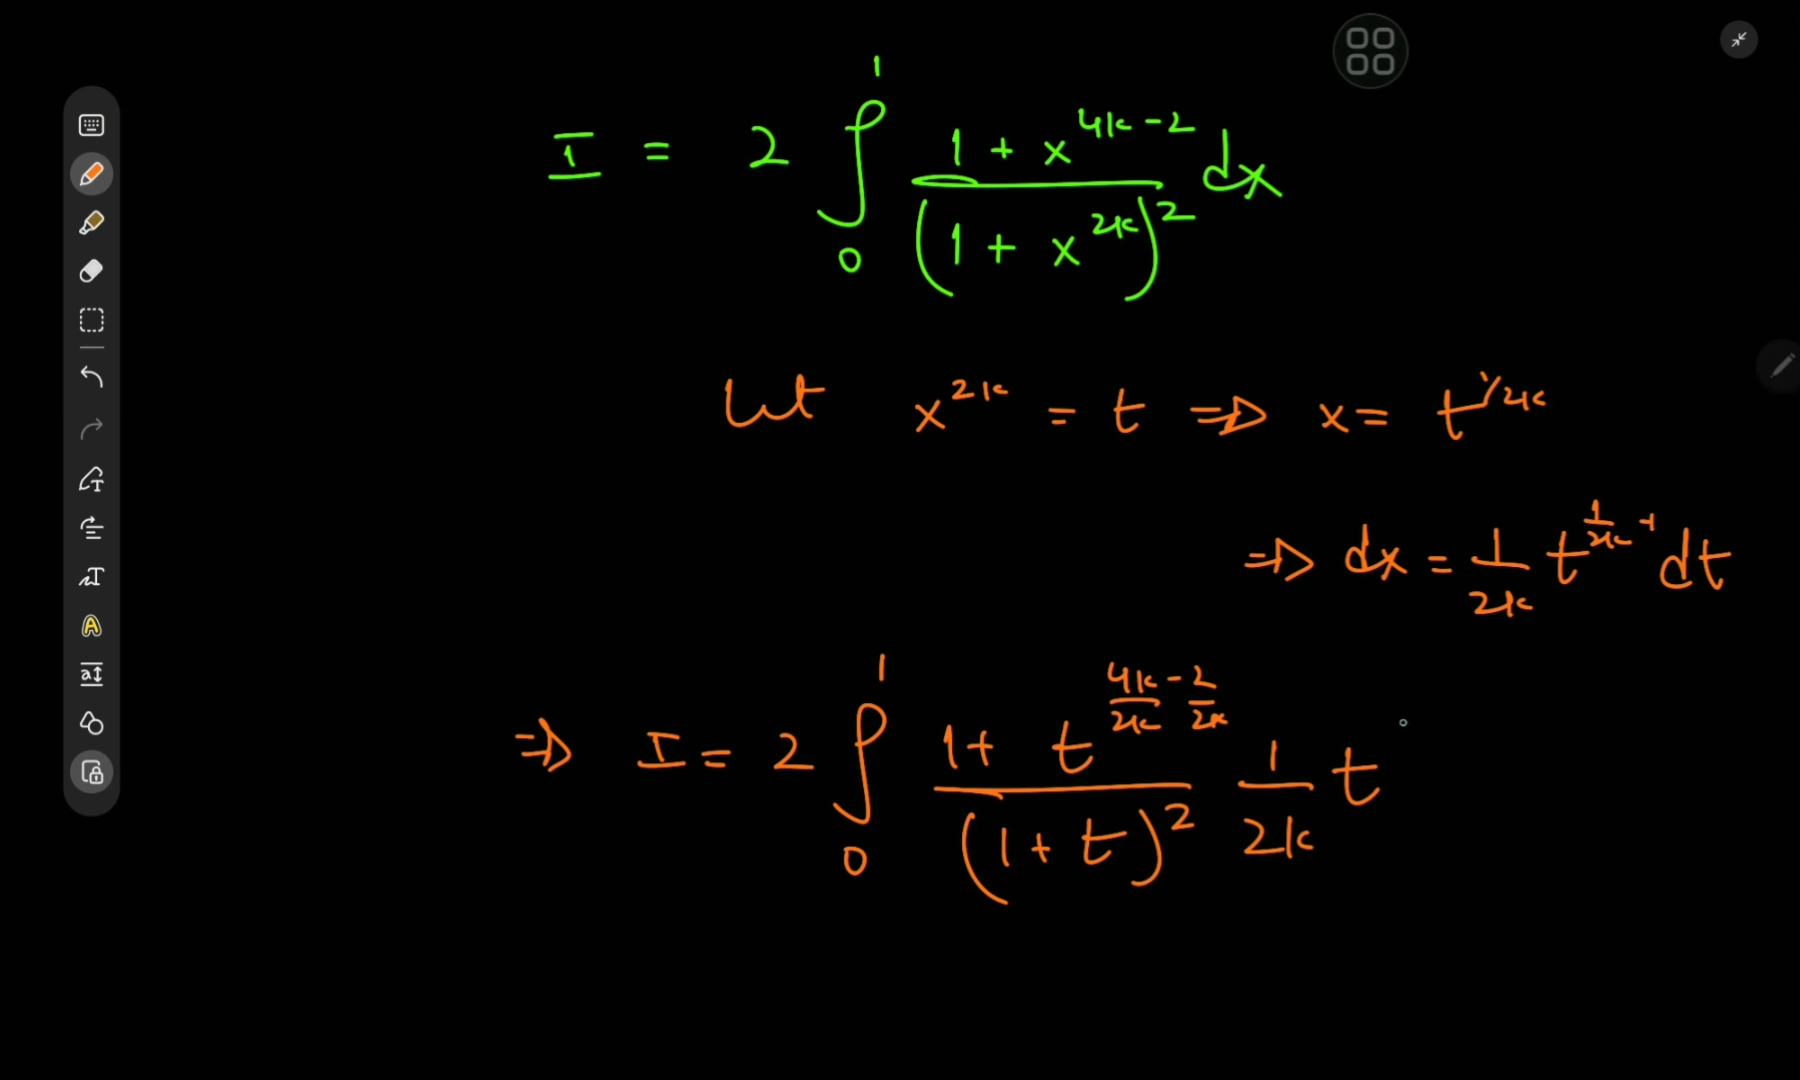 I = 2 ∫₀¹ (1 + x^(4k-2)) / (1 + x^(2k))² dx
Let x^(2k) = t ⇒ x = t^(1/2k)
⇒ dx = 1/(2k) t^(1/(2k) - 1) dt
⇒ I = 2 ∫₀¹ (1 + t^(4k/2k - 2/2k)) / (1 + t)² 1/(2k) t